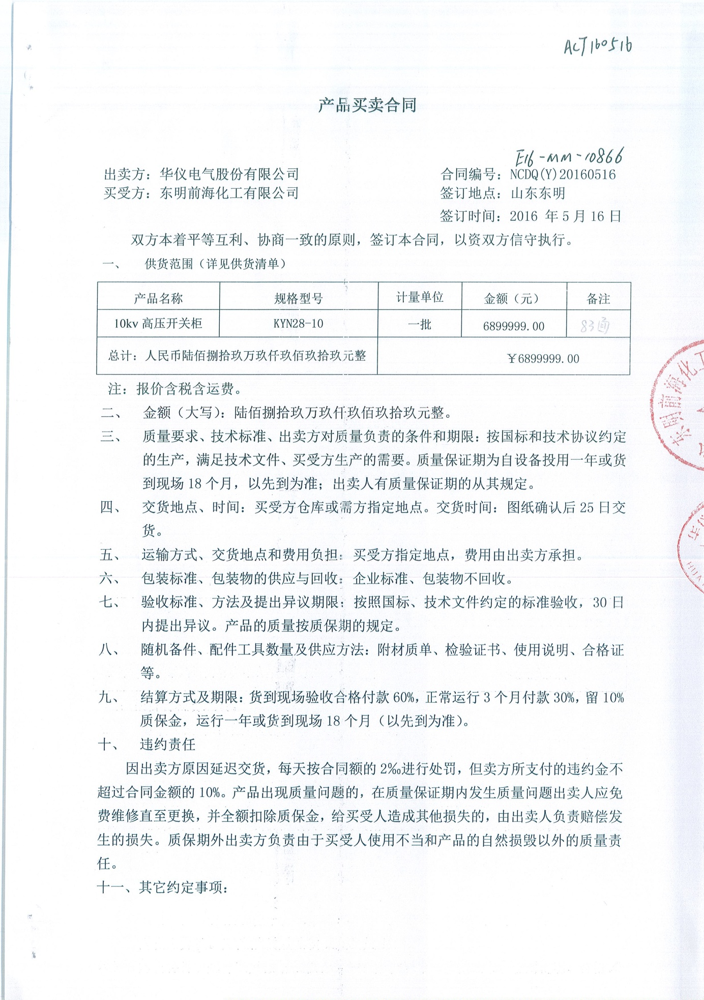 ACT160516
产品买卖合同
E16-MM-10866
出卖方：华仪电气股份有限公司 合同编号：NCDQ(Y)20160516
买受方：东明前海化工有限公司 签订地点：山东东明
签订时间：2016 年 5 月 16 日
双方本着平等互利、协商一致的原则，签订本合同，以资双方信守执行。
一、 供货范围（详见供货清单）
产品名称 规格型号 计量单位 金额（元） 备注
10kv 高压开关柜 KYN28-10 一批 6899999.00 83面
总计：人民币陆佰捌拾玖万玖仟玖佰玖拾玖元整 ￥6899999.00
注：报价含税含运费。
二、 金额（大写）：陆佰捌拾玖万玖仟玖佰玖拾玖元整。
三、 质量要求、技术标准、出卖方对质量负责的条件和期限：按国标和技术协议约定
的生产，满足技术文件、买受方生产的需要。质量保证期为自设备投用一年或货
到现场 18 个月，以先到为准；出卖人有质量保证期的从其规定。
四、 交货地点、时间：买受方仓库或需方指定地点。交货时间：图纸确认后 25 日交
货。
五、 运输方式、交货地点和费用负担：买受方指定地点，费用由出卖方承担。
六、 包装标准、包装物的供应与回收：企业标准、包装物不回收。
七、 验收标准、方法及提出异议期限：按照国标、技术文件约定的标准验收，30 日
内提出异议。产品的质量按质保期的规定。
八、 随机备件、配件工具数量及供应方法：附材质单、检验证书、使用说明、合格证
等。
九、 结算方式及期限：货到现场验收合格付款 60%，正常运行 3 个月付款 30%，留 10%
质保金，运行一年或货到现场 18 个月（以先到为准）。
十、 违约责任
因出卖方原因延迟交货，每天按合同额的 2‰进行处罚，但卖方所支付的违约金不
超过合同金额的 10%。产品出现质量问题的，在质量保证期内发生质量问题出卖人应免
费维修直至更换，并全额扣除质保金，给买受人造成其他损失的，由出卖人负责赔偿发
生的损失。质保期外出卖方负责由于买受人使用不当和产品的自然损毁以外的质量责
任。
十一、其它约定事项：
东明前海化工
华仪